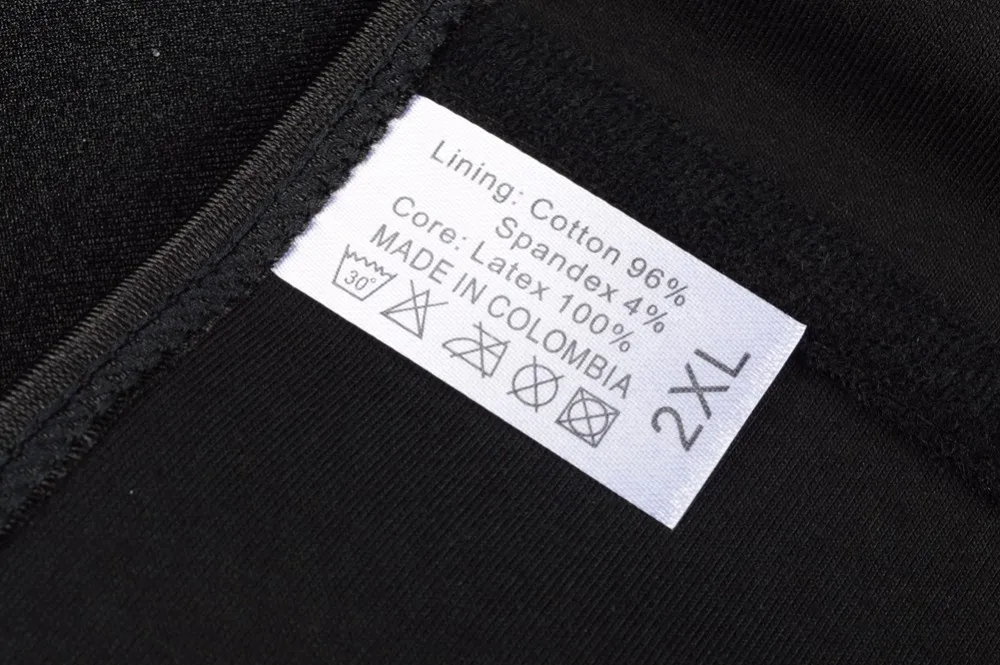 Lining: Cotton 96%
Spandex 4%
Core: Latex 100%
MADE IN COLOMBIA
30°
2XL